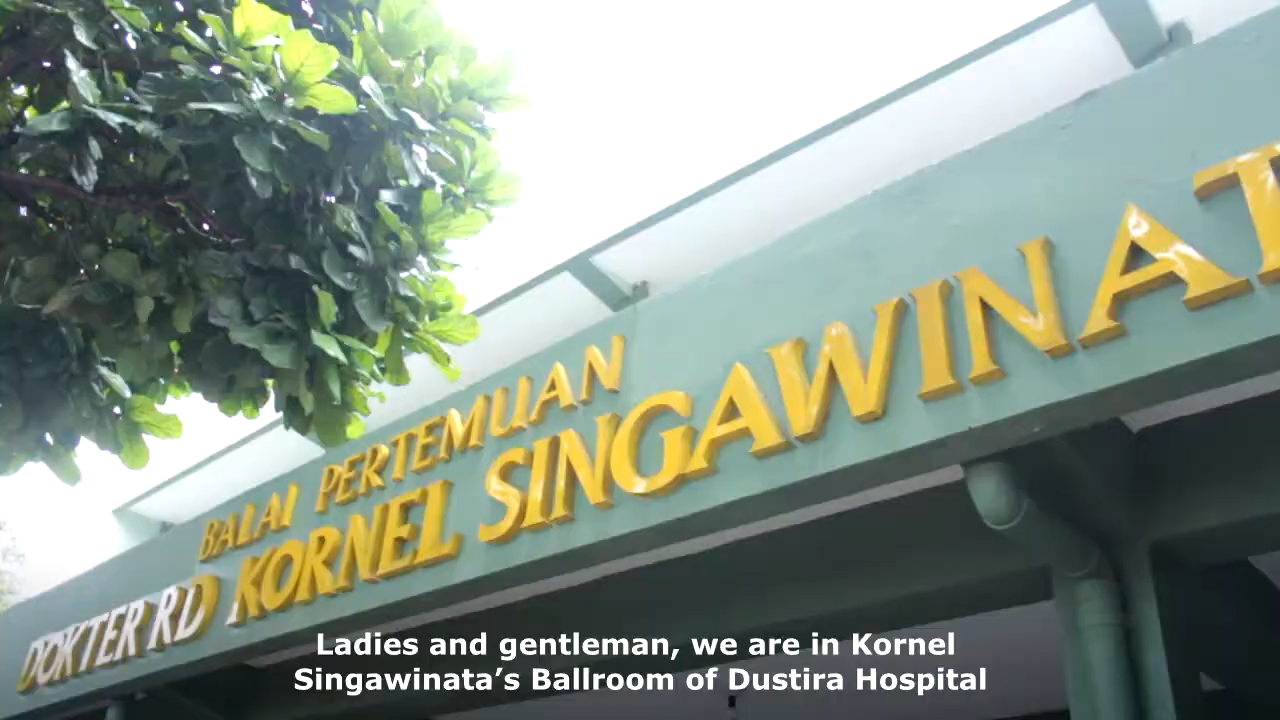 BALAI PERTEMUAN
DOKTER RD KORNEL SINGAWINAT
Ladies and gentleman, we are in Kornel
Singawinata’s Ballroom of Dustira Hospital